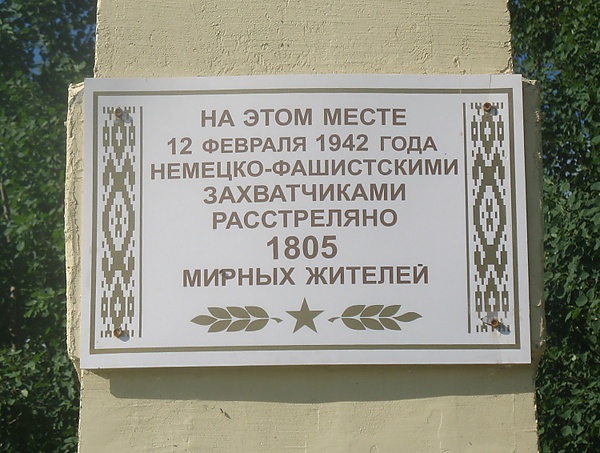 НА ЭТОМ МЕСТЕ
12 ФЕВРАЛЯ 1942 ГОДА
НЕМЕЦКО-ФАШИСТСКИМИ
ЗАХВАТЧИКАМИ
РАССТРЕЛЯНО
1805
МИРНЫХ ЖИТЕЛЕЙ